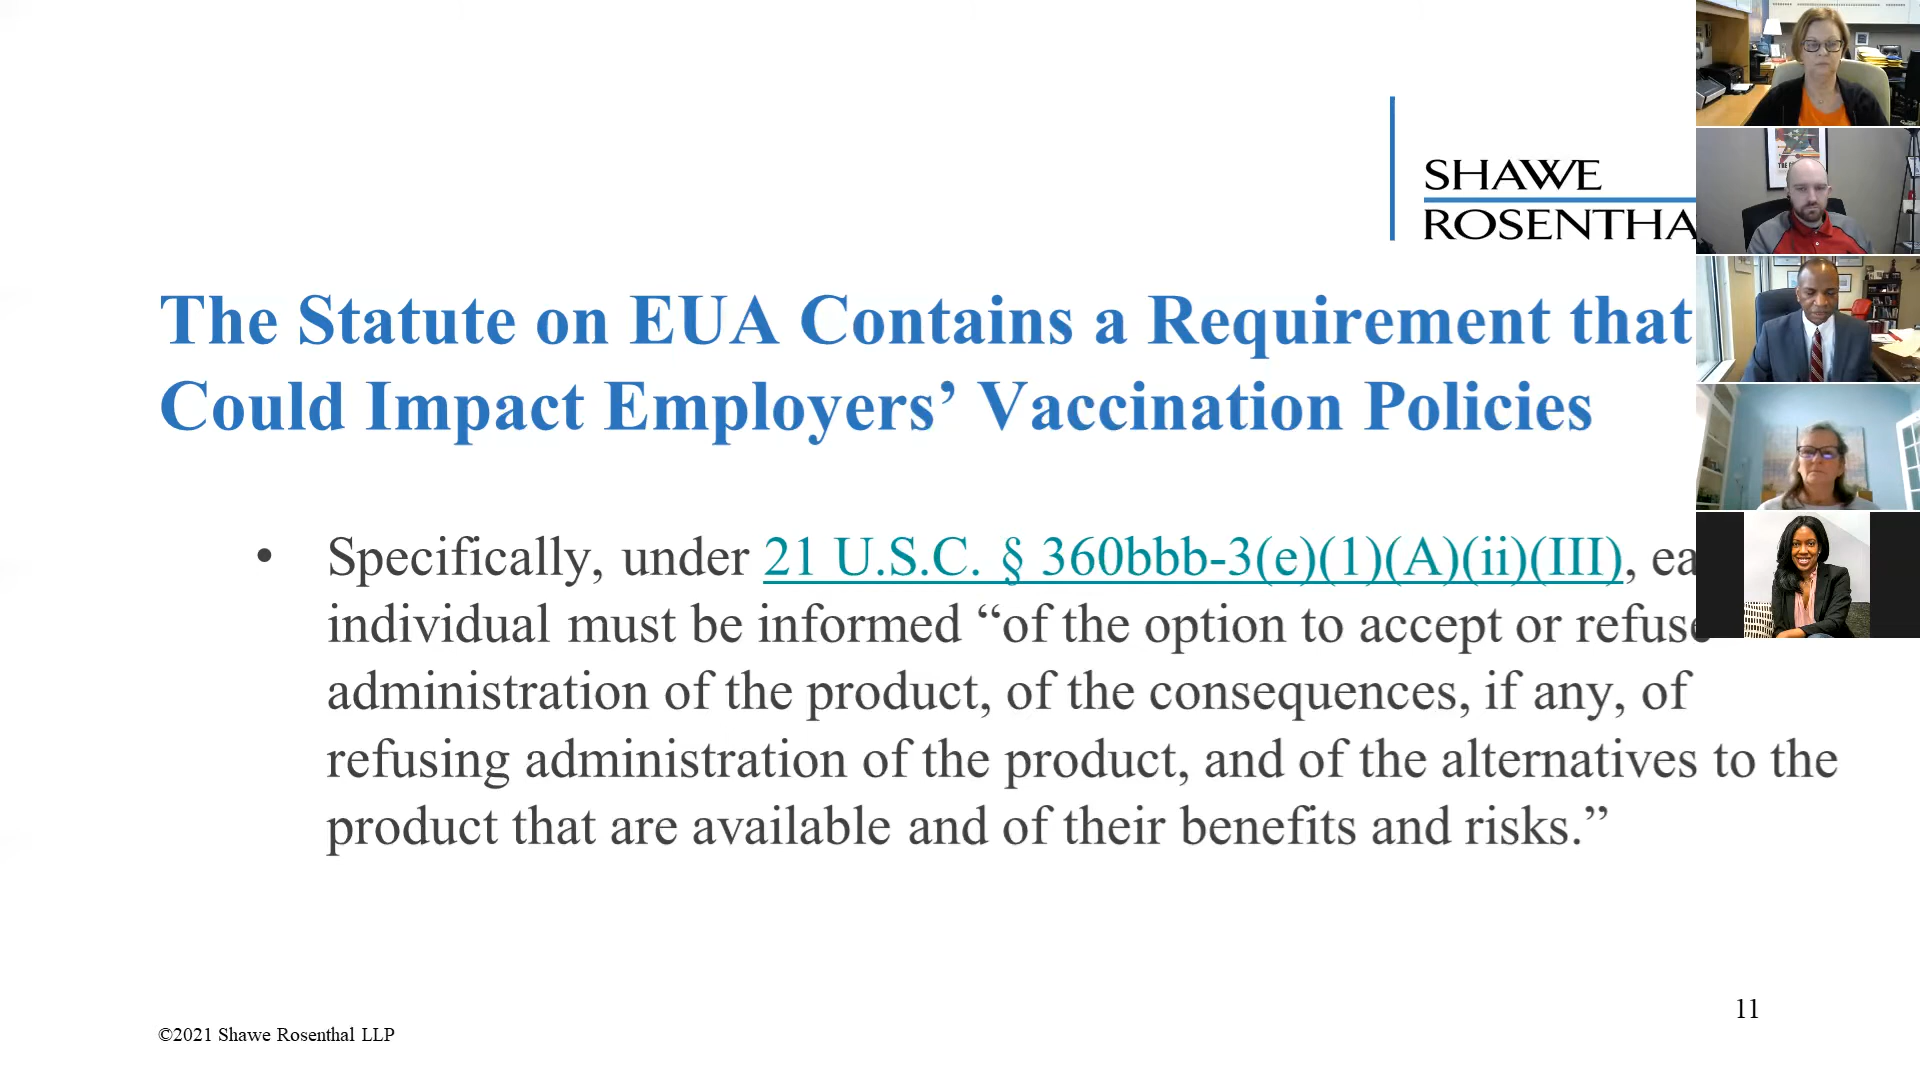 SHAWE
ROSENTHA
The Statute on EUA Contains a Requirement that
Could Impact Employers’ Vaccination Policies
• Specifically, under 21 U.S.C. § 360bbb-3(e)(1)(A)(ii)(III), ea
individual must be informed “of the option to accept or refuse
administration of the product, of the consequences, if any, of
refusing administration of the product, and of the alternatives to the
product that are available and of their benefits and risks.”
11
©2021 Shawe Rosenthal LLP